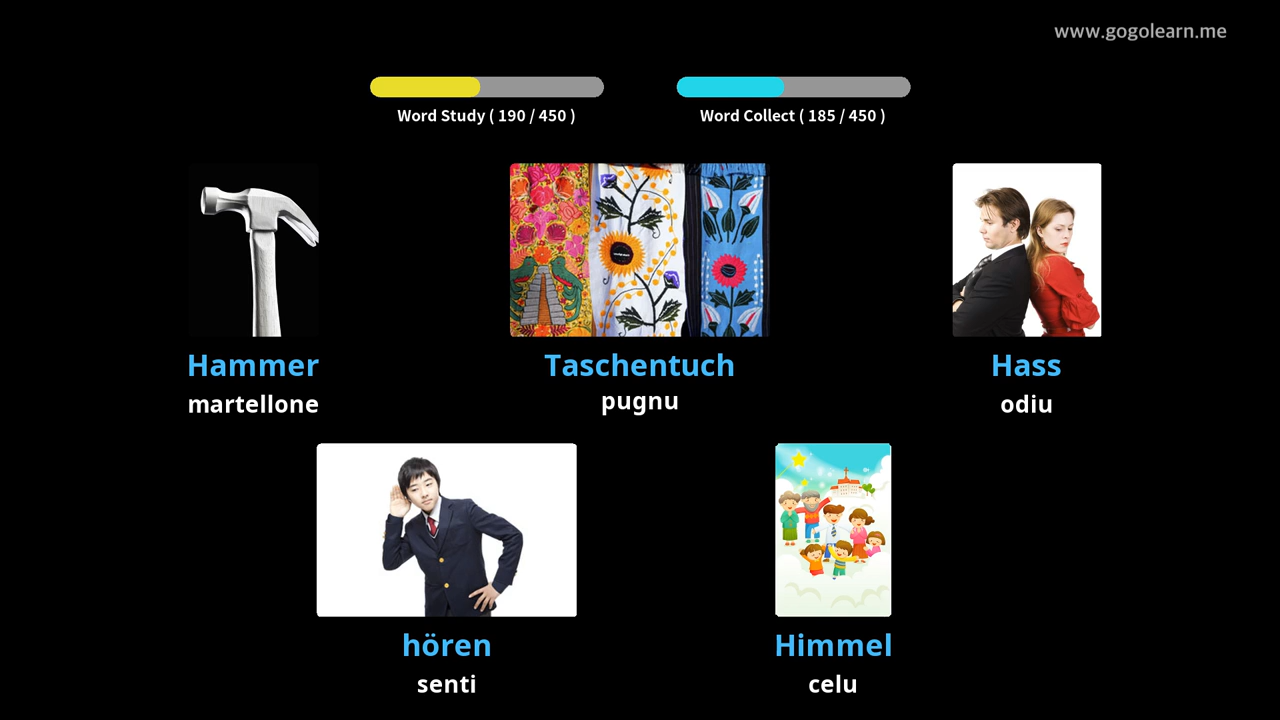 www.gogolearn.me
Word Study ( 190 / 450 )
Word Collect ( 185 / 450 )
Hammer
martellone
Taschentuch
pugnu
Hass
odiu
hören
senti
Himmel
celu